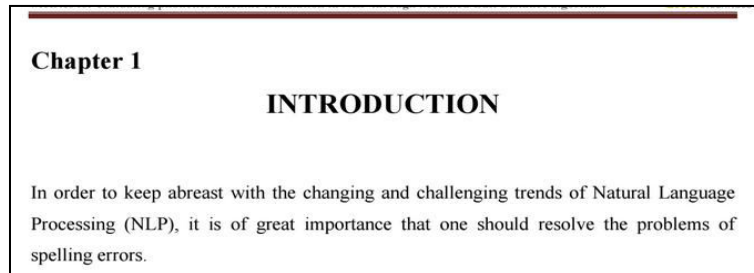 Chapter 1
INTRODUCTION
In order to keep abreast with the changing and challenging trends of Natural Language
Processing (NLP), it is of great importance that one should resolve the problems of
spelling errors.